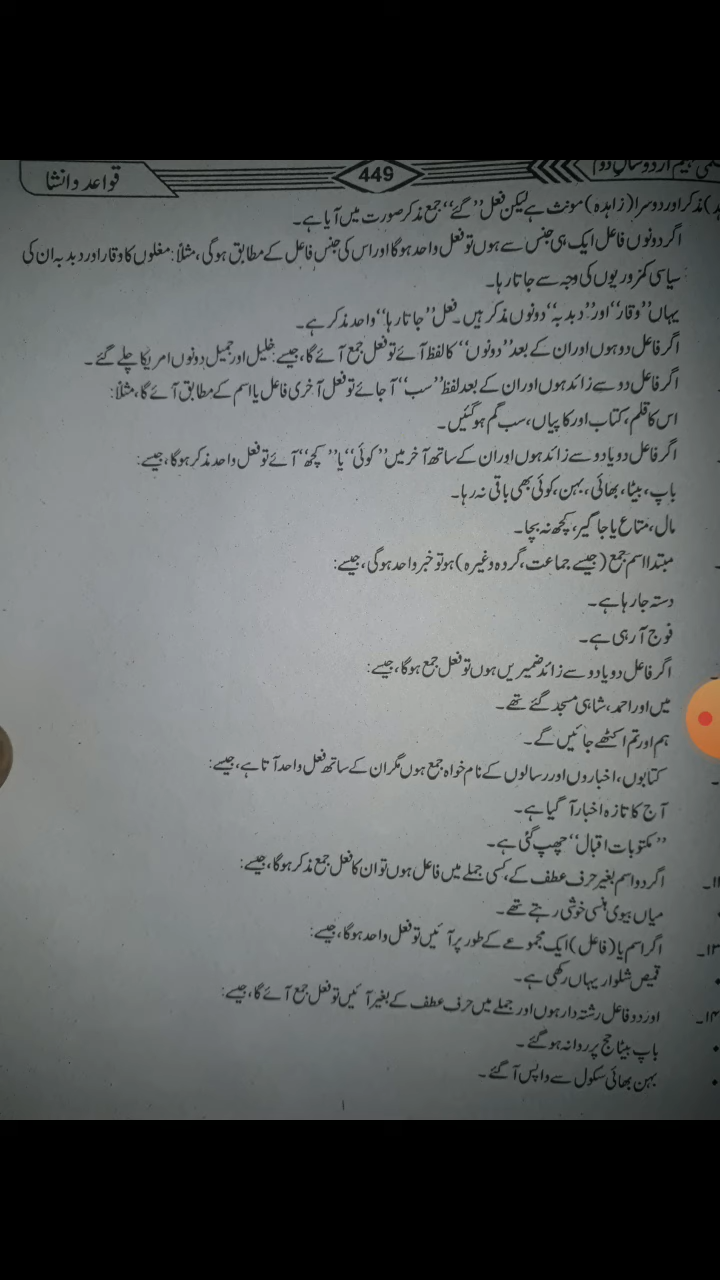 اردو سال دوم 449 قواعد و انشا
مذکر اور دوسرا (زاہدہ) مونث ہے لیکن فعل ”گئے“ جمع مذکر صورت میں آیا ہے۔
اگر دونوں فاعل ایک ہی جنس سے ہوں تو فعل واحد ہوگا اور اس کی جنس فاعل کے مطابق ہوگی، مثلاً: مغلوں کا وقار اور دبدبہ ان کی
سیاسی کمزوریوں کی وجہ سے جاتا رہا۔
یہاں ”وقار“ اور ”دبدبہ“ دونوں مذکر ہیں۔ فعل ”جاتا رہا“ واحد مذکر ہے۔
اگر فاعل دو ہوں اور ان کے بعد ”دونوں“ کا لفظ آئے تو فعل جمع آئے گا، جیسے: خلیل اور جمیل دونوں امریکا چلے گئے۔
اگر فاعل دو سے زائد ہوں اور ان کے بعد لفظ ”سب“ آ جائے تو فعل آخری فاعل یا اسم کے مطابق آئے گا، مثلاً:
اس کا قلم، کتاب اور کاپیاں، سب گم ہو گئیں۔
اگر فاعل دو یا دو سے زائد ہوں اور ان کے ساتھ آخر میں ”کوئی“ یا ”کچھ“ آئے تو فعل واحد مذکر ہوگا، جیسے:
باپ، بیٹا، بھائی، بہن، کوئی بھی باقی نہ رہا۔
مال، متاع یا جاگیر، کچھ نہ بچا۔
مبتدا اسم جمع (جیسے جماعت، گروہ وغیرہ) ہو تو خبر واحد ہوگی، جیسے:
دستہ جا رہا ہے۔
فوج آ رہی ہے۔
اگر فاعل دو یا دو سے زائد ضمیریں ہوں تو فعل جمع ہوگا، جیسے:
میں اور احمد، شاہی مسجد گئے تھے۔
ہم اور تم اکٹھے جائیں گے۔
کتابوں، اخباروں اور رسالوں کے نام خواہ جمع ہوں مگر ان کے ساتھ فعل واحد آتا ہے، جیسے:
آج کا تازہ اخبار آ گیا ہے۔
”مکتوبات اقبال“ چھپ گئی ہے۔
اگر دو اسم بغیر حرف عطف کے، کسی جملے میں فاعل ہوں تو ان کا فعل جمع مذکر ہوگا، جیسے:
میاں بیوی ہنسی خوشی رہتے تھے۔
۱۳۔ اگر اسم یا (فاعل) ایک مجموعے کے طور پر آئیں تو فعل واحد ہوگا، جیسے:
• قمیص شلوار یہاں رکھی ہے۔
۱۴۔ اور دو فاعل رشتہ دار ہوں اور جملے میں حرف عطف کے بغیر آئیں تو فعل جمع آئے گا، جیسے:
• باپ بیٹا حج پر روانہ ہو گئے۔
• بہن بھائی سکول سے واپس آ گئے۔